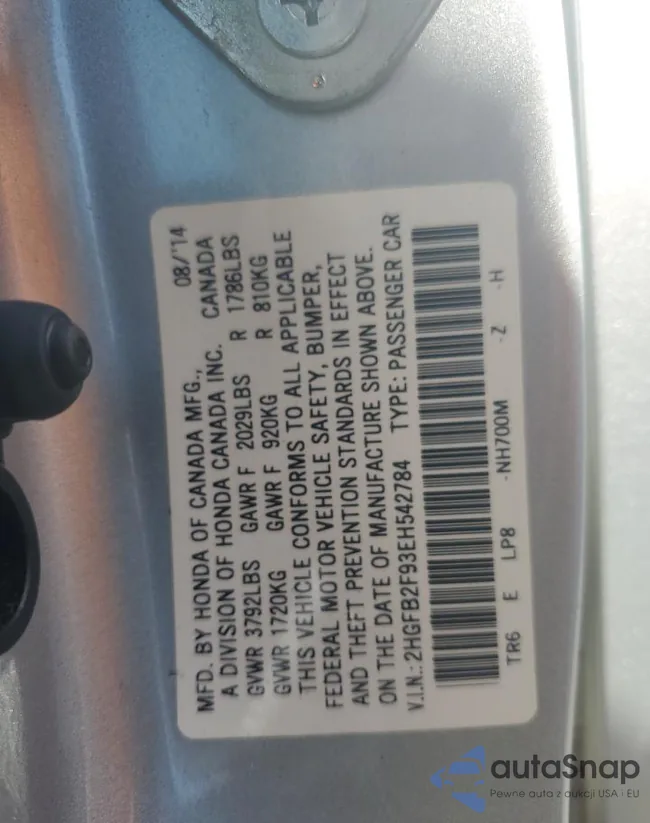 MFD. BY HONDA OF CANADA MFG., 08/'14
A DIVISION OF HONDA CANADA INC. CANADA
GVWR 3792LBS GAWR F 2029LBS R 1786LBS
GVWR 1720KG GAWR F 920KG R 810KG
THIS VEHICLE CONFORMS TO ALL APPLICABLE
FEDERAL MOTOR VEHICLE SAFETY, BUMPER,
AND THEFT PREVENTION STANDARDS IN EFFECT
ON THE DATE OF MANUFACTURE SHOWN ABOVE.
V.I.N.: 2HGFB2F93EH542784 TYPE: PASSENGER CAR
TR6 E LP8 -NH700M -Z -H
autaSnap
Pewne auta z aukcji USA i EU